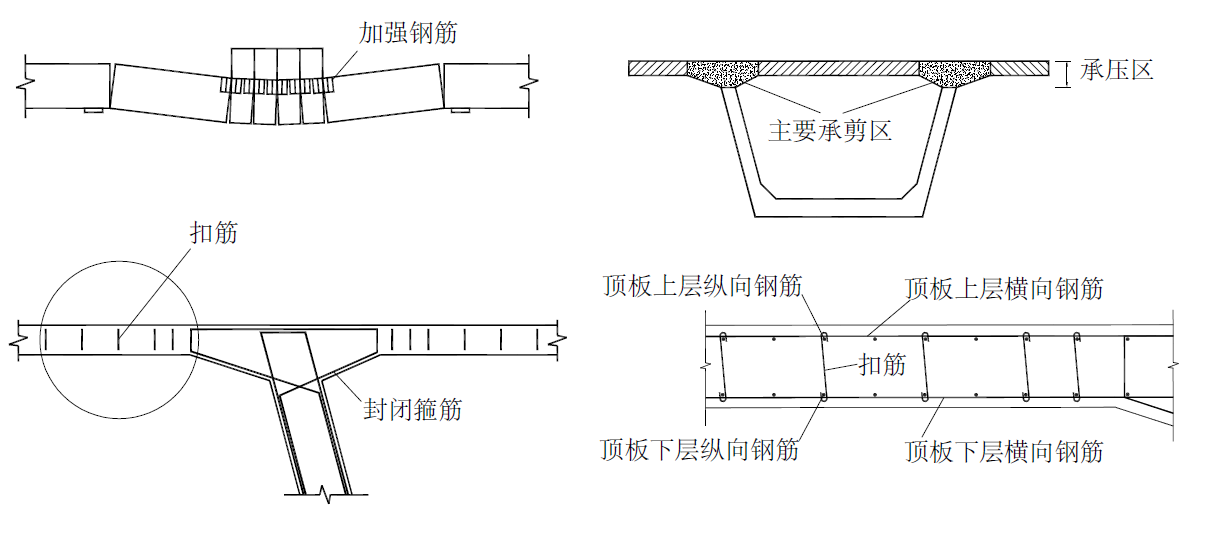 加强钢筋
承压区
主要承剪区
扣筋
封闭箍筋
顶板上层纵向钢筋
顶板上层横向钢筋
扣筋
顶板下层纵向钢筋
顶板下层横向钢筋